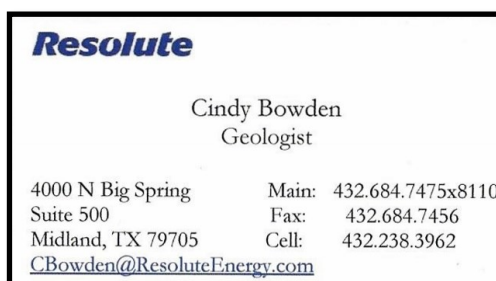 Resolute
Cindy Bowden
Geologist
4000 N Big Spring Main: 432.684.7475x8110
Suite 500 Fax: 432.684.7456
Midland, TX 79705 Cell: 432.238.3962
CBowden@ResoluteEnergy.com